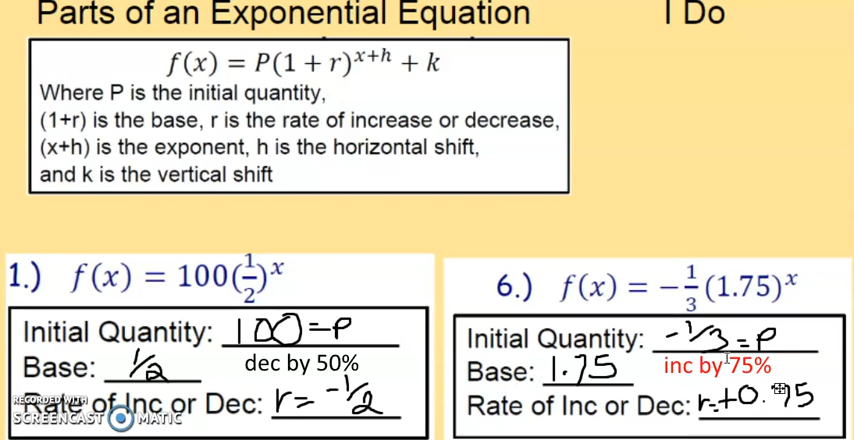 Parts of an Exponential Equation
I Do
f(x) = P(1 + r)^{x+h} + k
Where P is the initial quantity,
(1+r) is the base, r is the rate of increase or decrease,
(x+h) is the exponent, h is the horizontal shift,
and k is the vertical shift
1.) f(x) = 100(1/2)^x
Initial Quantity: 100=P
Base: 1/2 dec by 50%
Rate of Inc or Dec: r= -1/2
RECORDED WITH
SCREENCAST MATIC
6.) f(x) = -1/3(1.75)^x
Initial Quantity: -1/3=P
Base: 1.75 inc by 75%
Rate of Inc or Dec: r=+0.75